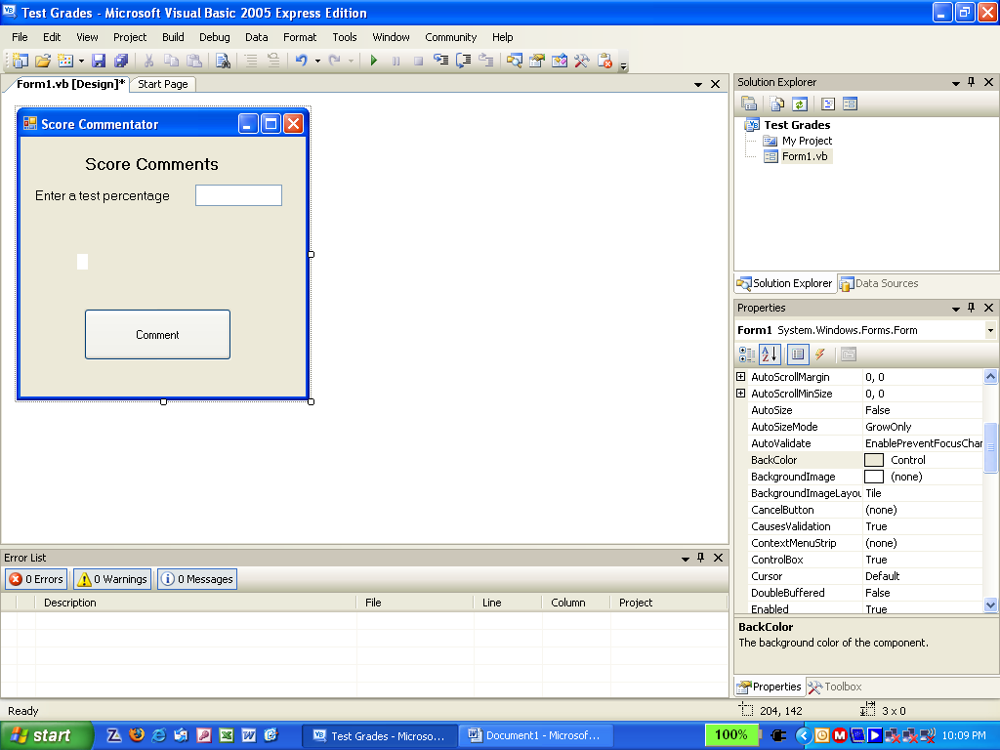 Test Grades - Microsoft Visual Basic 2005 Express Edition
File Edit View Project Build Debug Data Format Tools Window Community Help
Form1.vb [Design]* Start Page
Score Commentator
Score Comments
Enter a test percentage
Comment
Solution Explorer
Test Grades
My Project
Form1.vb
Solution Explorer Data Sources
Properties
Form1 System.Windows.Forms.Form
AutoScrollMargin 0, 0
AutoScrollMinSize 0, 0
AutoSize False
AutoSizeMode GrowOnly
AutoValidate EnablePreventFocusChar
BackColor Control
BackgroundImage (none)
BackgroundImageLayou Tile
CancelButton (none)
CausesValidation True
ContextMenuStrip (none)
ControlBox True
Cursor Default
DoubleBuffered False
Enabled True
BackColor
The background color of the component.
Properties Toolbox
Error List
0 Errors 0 Warnings 0 Messages
Description File Line Column Project
Ready 204, 142 3 x 0
start Test Grades - Microso... Document1 - Microsof... 100% 10:09 PM